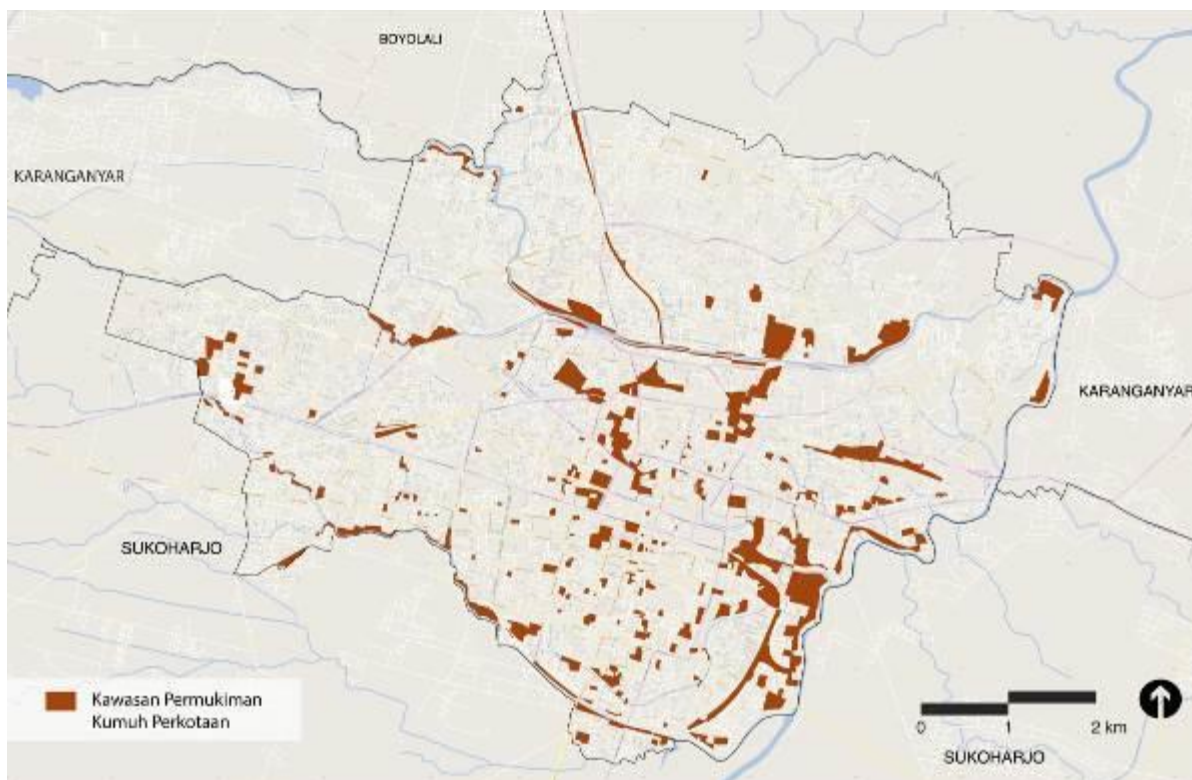 BOYOLALI
KARANGANYAR
KARANGANYAR
SUKOHARJO
Kawasan Permukiman
Kumuh Perkotaan
0 1 2 km
SUKOHARJO